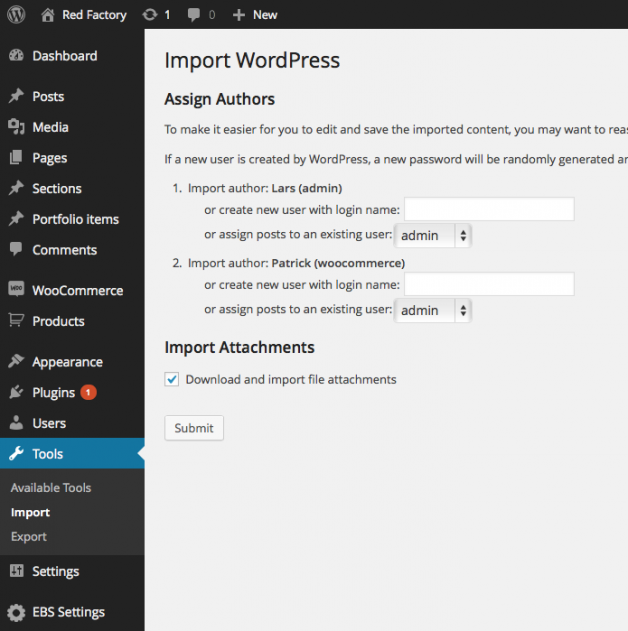 Red Factory 1 0 New
Dashboard
Posts
Media
Pages
Sections
Portfolio items
Comments
WooCommerce
Products
Appearance
Plugins 1
Users
Tools
Available Tools
Import
Export
Settings
EBS Settings
Import WordPress
Assign Authors
To make it easier for you to edit and save the imported content, you may want to reas
If a new user is created by WordPress, a new password will be randomly generated an
1. Import author: Lars (admin)
or create new user with login name:
or assign posts to an existing user: admin
2. Import author: Patrick (woocommerce)
or create new user with login name:
or assign posts to an existing user: admin
Import Attachments
Download and import file attachments
Submit